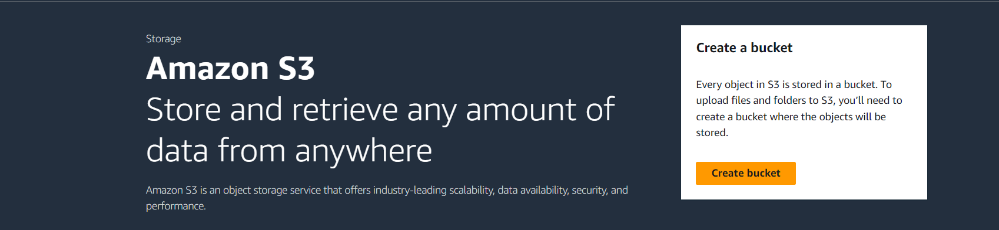 Storage
Amazon S3
Store and retrieve any amount of
data from anywhere
Amazon S3 is an object storage service that offers industry-leading scalability, data availability, security, and
performance.
Create a bucket
Every object in S3 is stored in a bucket. To
upload files and folders to S3, you’ll need to
create a bucket where the objects will be
stored.
Create bucket